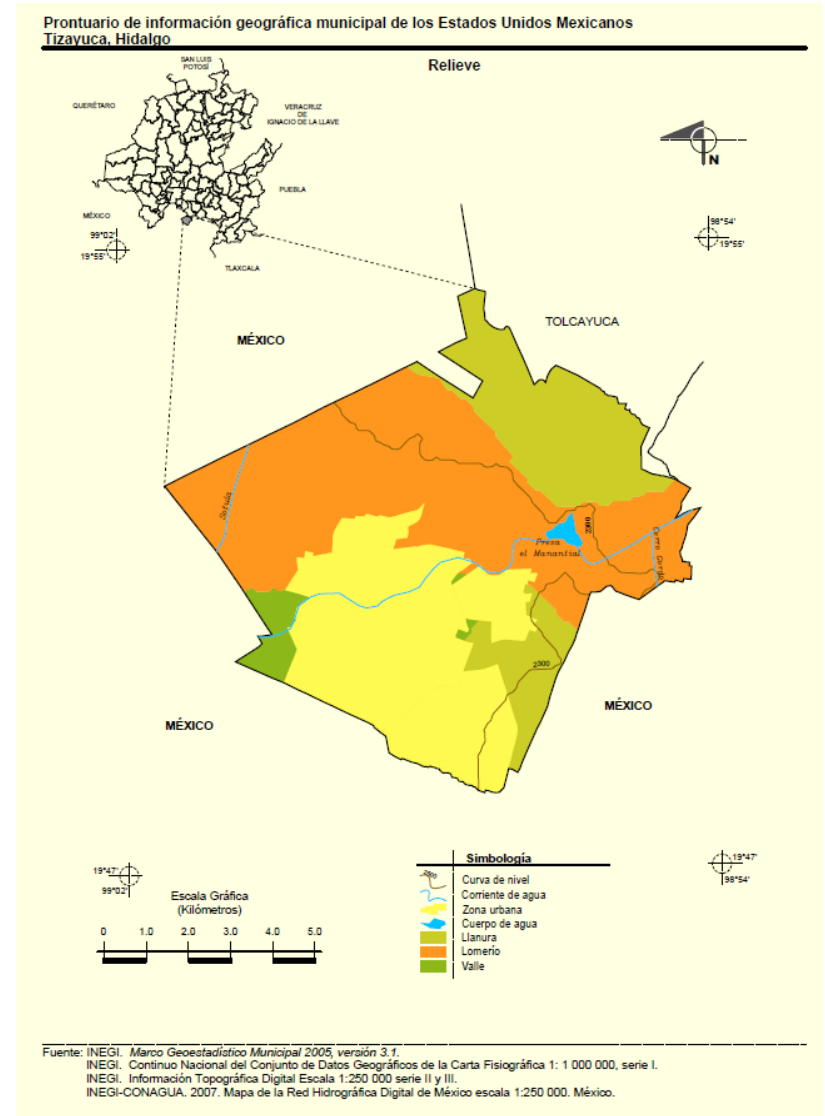 Prontuario de información geográfica municipal de los Estados Unidos Mexicanos
Tizayuca, Hidalgo
Relieve
SAN LUIS
POTOSÍ
QUERÉTARO
VERACRUZ
DE
IGNACIO DE LA LLAVE
PUEBLA
MÉXICO
TLAXCALA
N
99°02'
19°55'
98°54'
19°55'
MÉXICO
TOLCAYUCA
Sotula
Presa
el Manantial
2300
Cerro Gordo
2300
MÉXICO
MÉXICO
19°47'
99°02'
19°47'
98°54'
Escala Gráfica
(Kilómetros)
0 1.0 2.0 3.0 4.0 5.0
Simbología
Curva de nivel
Corriente de agua
Zona urbana
Cuerpo de agua
Llanura
Lomerío
Valle
Fuente: INEGI. Marco Geoestadístico Municipal 2005, versión 3.1.
INEGI. Continuo Nacional del Conjunto de Datos Geográficos de la Carta Fisiográfica 1: 1 000 000, serie I.
INEGI. Información Topográfica Digital Escala 1:250 000 serie II y III.
INEGI-CONAGUA. 2007. Mapa de la Red Hidrográfica Digital de México escala 1:250 000. México.